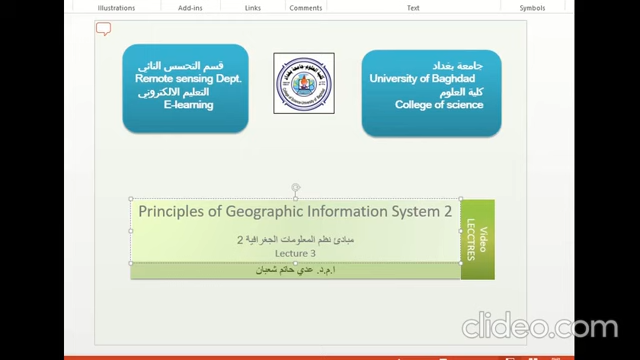 Illustrations
Add-ins
Links
Comments
Text
Symbols
قسم التحسس النائي
Remote sensing Dept.
التعليم الالكتروني
E-learning
جامعة بغداد
University of Baghdad
كلية العلوم
College of science
Principles of Geographic Information System 2
مبادئ نظم المعلومات الجغرافية 2
Lecture 3
ا.م.د. عدي حاتم شعبان
Video
LECCTRES
clideo.com